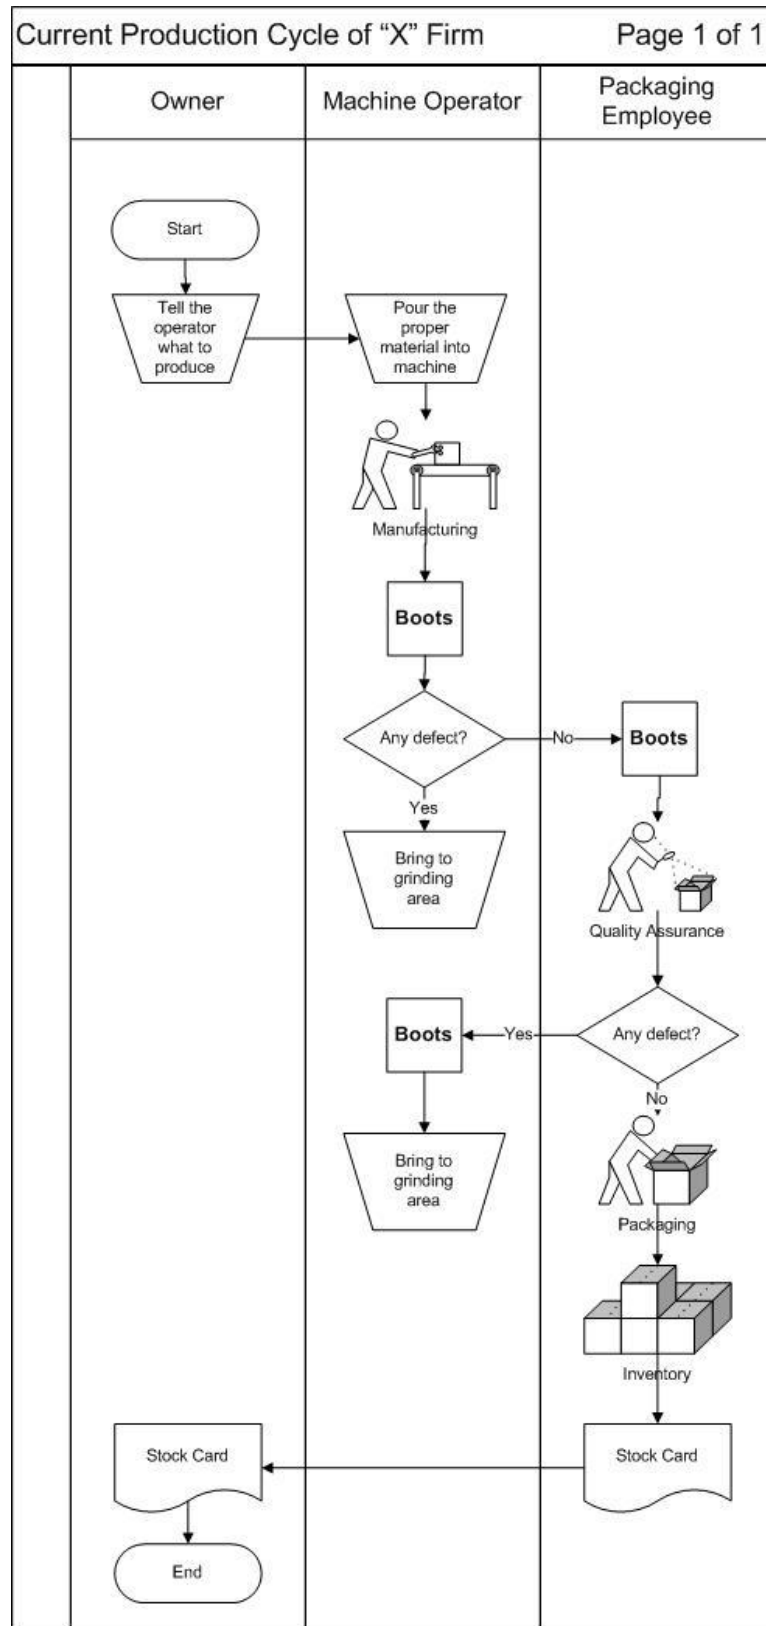 Current Production Cycle of “X” Firm
Page 1 of 1
Owner
Machine Operator
Packaging
Employee
Start
Tell the
operator
what to
produce
Pour the
proper
material into
machine
Manufacturing
Boots
Any defect?
No
Boots
Yes
Bring to
grinding
area
Quality Assurance
Any defect?
Yes
Boots
No
Bring to
grinding
area
Packaging
Inventory
Stock Card
Stock Card
End